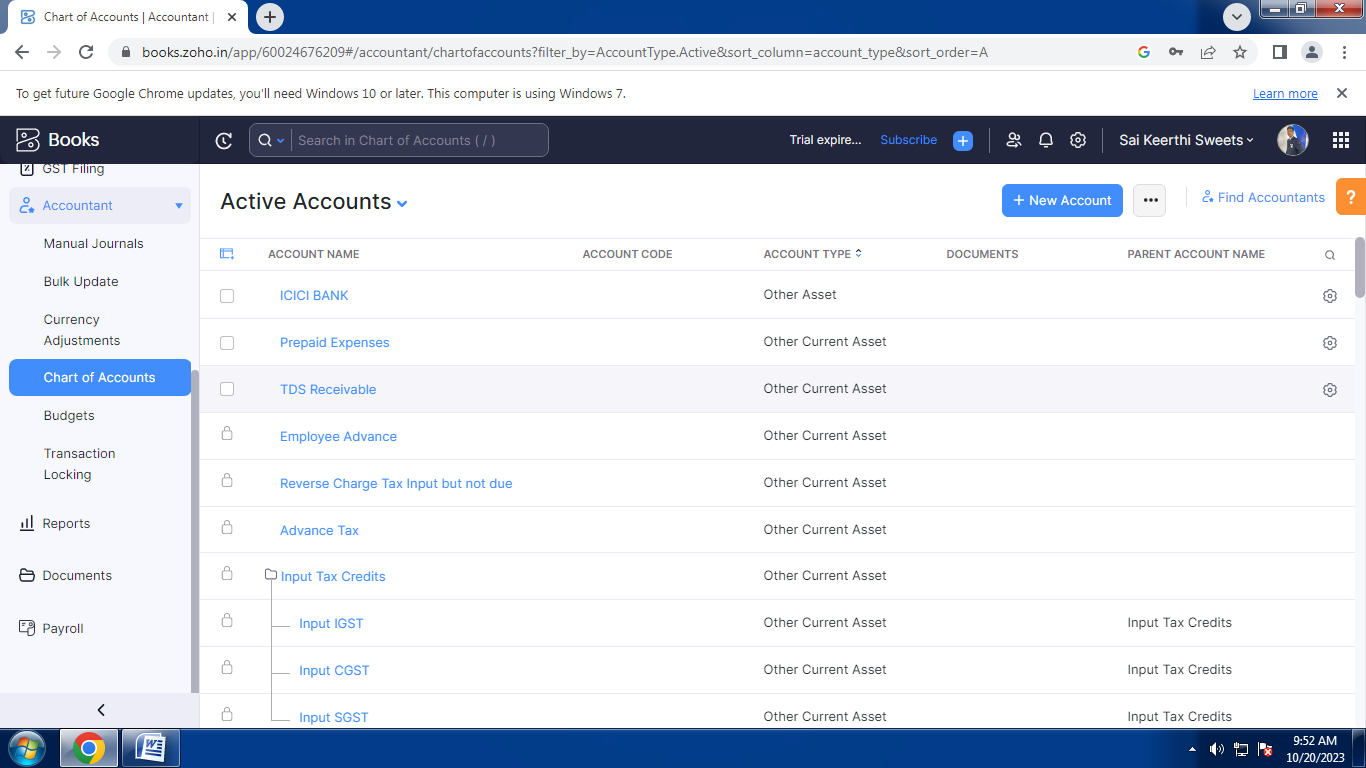 Chart of Accounts | Accountant |
books.zoho.in/app/60024676209#/accountant/chartofaccounts?filter_by=AccountType.Active&sort_column=account_type&sort_order=A
To get future Google Chrome updates, you'll need Windows 10 or later. This computer is using Windows 7.
Learn more
Books
Search in Chart of Accounts ( / )
Trial expire...
Subscribe
Sai Keerthi Sweets
GST Filing
Accountant
Manual Journals
Bulk Update
Currency
Adjustments
Chart of Accounts
Budgets
Transaction
Locking
Reports
Documents
Payroll
Active Accounts
+ New Account
Find Accountants
?
ACCOUNT NAME ACCOUNT CODE ACCOUNT TYPE DOCUMENTS PARENT ACCOUNT NAME
ICICI BANK Other Asset
Prepaid Expenses Other Current Asset
TDS Receivable Other Current Asset
Employee Advance Other Current Asset
Reverse Charge Tax Input but not due Other Current Asset
Advance Tax Other Current Asset
Input Tax Credits Other Current Asset
Input IGST Other Current Asset Input Tax Credits
Input CGST Other Current Asset Input Tax Credits
Input SGST Other Current Asset Input Tax Credits
9:52 AM
10/20/2023